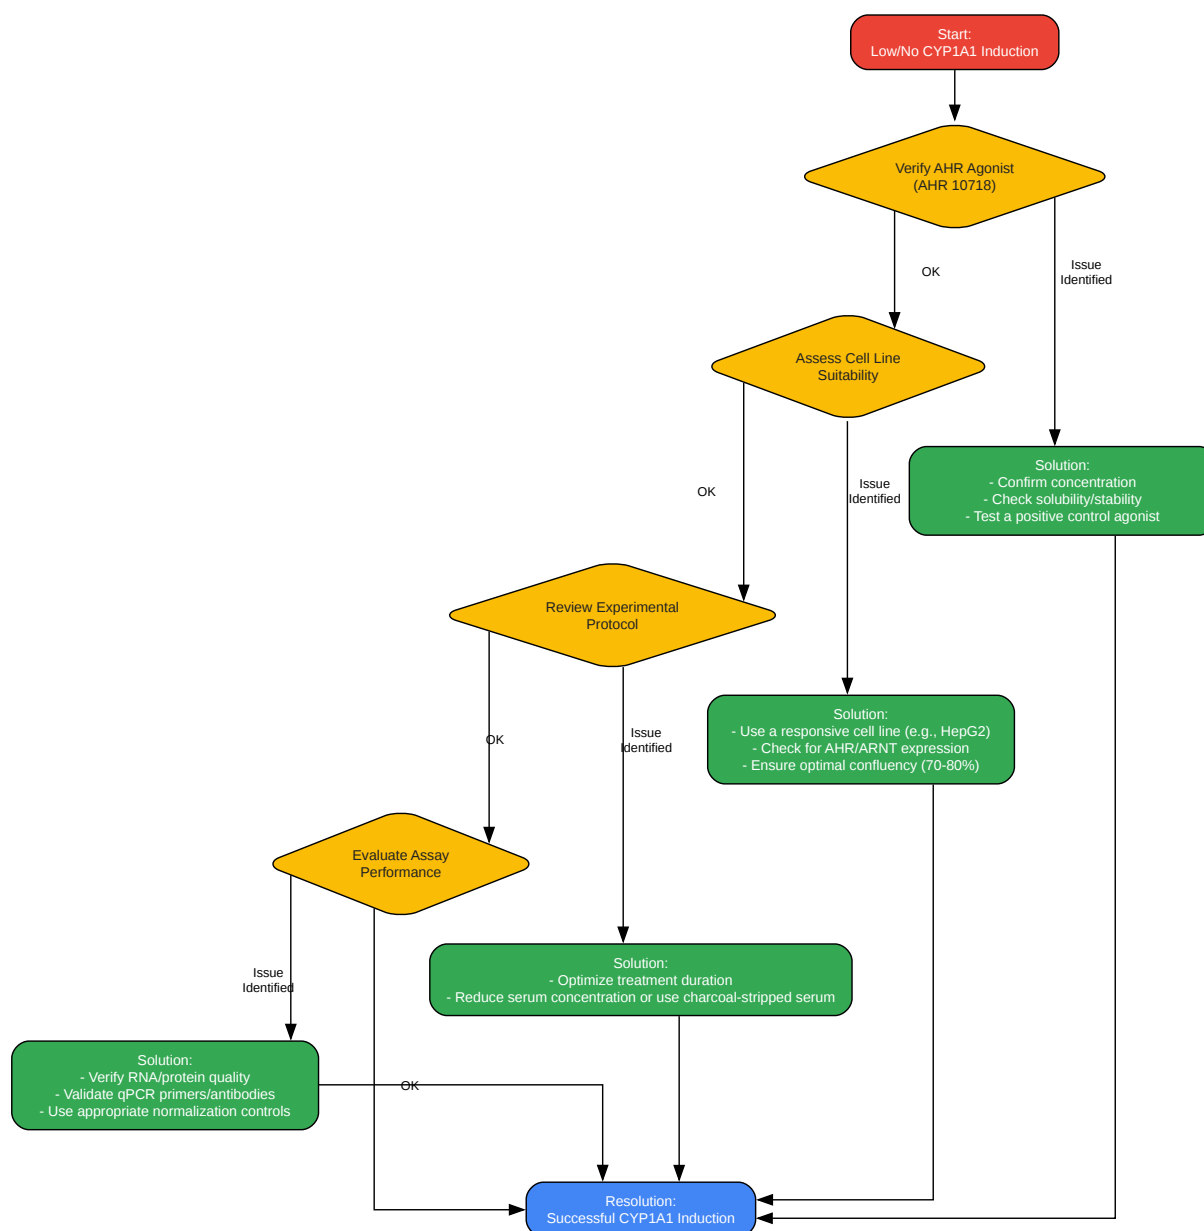 Start:
Low/No CYP1A1 Induction
Verify AHR Agonist
(AHR 10718)
OK
Issue
Identified
Assess Cell Line
Suitability
Solution:
- Confirm concentration
- Check solubility/stability
- Test a positive control agonist
OK
Issue
Identified
Review Experimental
Protocol
Solution:
- Use a responsive cell line (e.g., HepG2)
- Check for AHR/ARNT expression
- Ensure optimal confluency (70-80%)
OK
Issue
Identified
Evaluate Assay
Performance
Solution:
- Optimize treatment duration
- Reduce serum concentration or use charcoal-stripped serum
Issue
Identified
Solution:
- Verify RNA/protein quality
- Validate qPCR primers/antibodies
- Use appropriate normalization controls
OK
Resolution:
Successful CYP1A1 Induction